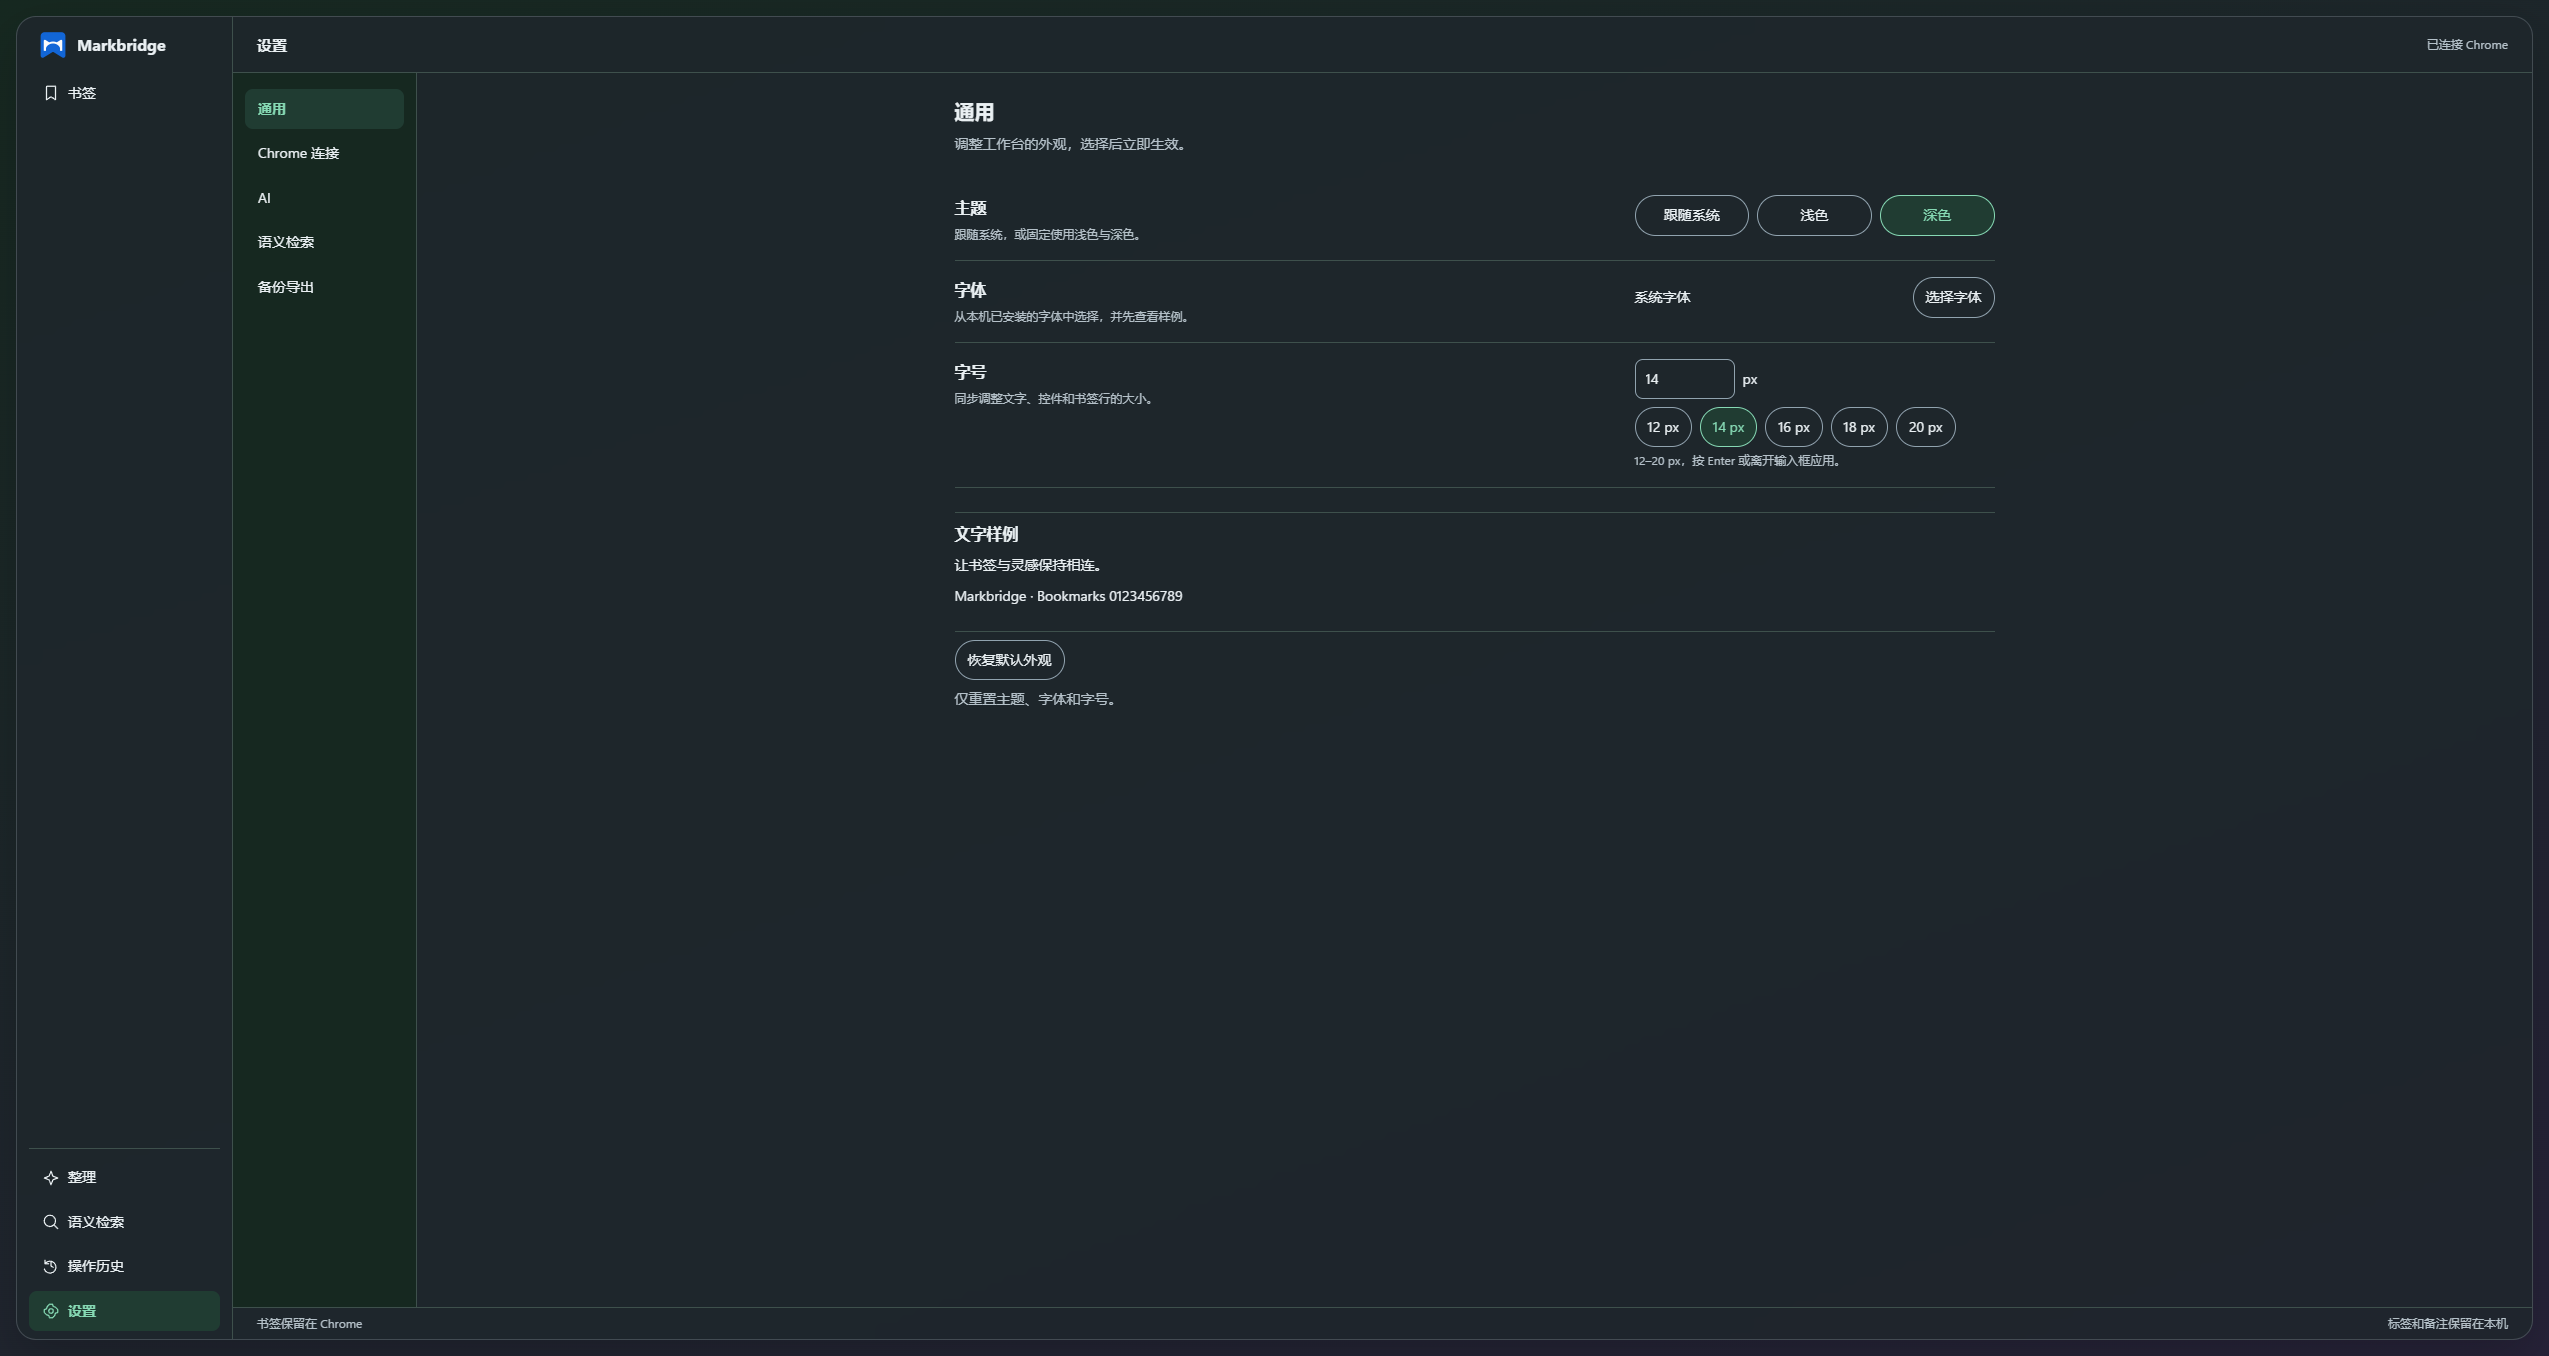 Markbridge
书签
整理
语义检索
操作历史
设置
设置
已连接 Chrome
通用
Chrome 连接
AI
语义检索
备份导出
通用
调整工作台的外观，选择后立即生效。
主题
跟随系统，或固定使用浅色与深色。
跟随系统
浅色
深色
字体
从本机已安装的字体中选择，并先查看样例。
系统字体
选择字体
字号
同步调整文字、控件和书签行的大小。
14 px
12 px
14 px
16 px
18 px
20 px
12–20 px，按 Enter 或离开输入框应用。
文字样例
让书签与灵感保持相连。
Markbridge · Bookmarks 0123456789
恢复默认外观
仅重置主题、字体和字号。
书签保留在 Chrome
标签和备注保留在本机